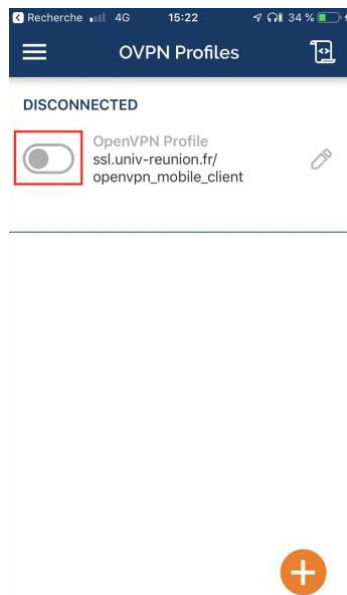 Recherche 4G 15:22 34 %
OVPN Profiles
DISCONNECTED
OpenVPN Profile
ssl.univ-reunion.fr/
openvpn_mobile_client